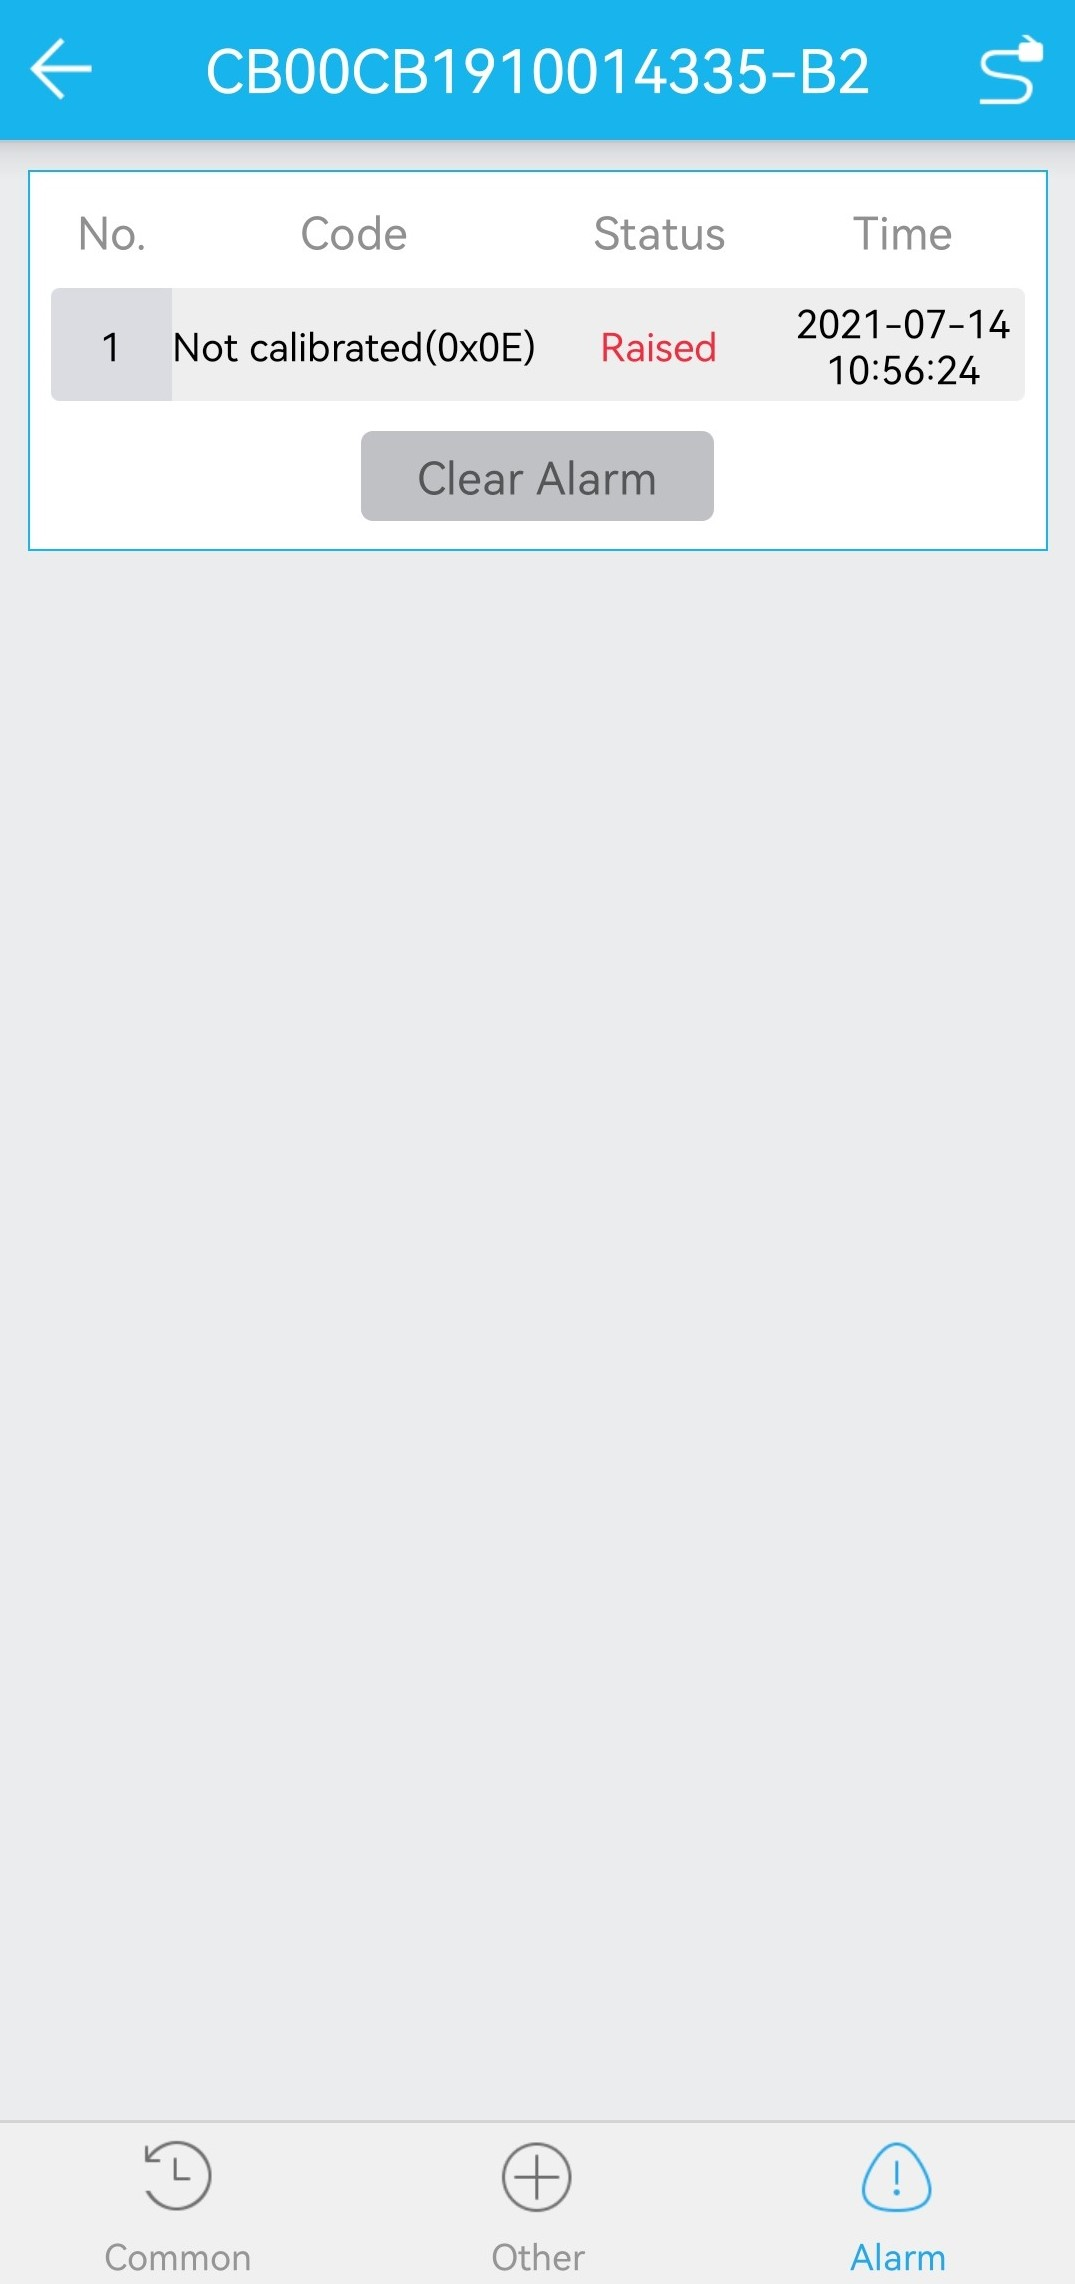 CB00CB1910014335-B2
No. Code Status Time
1 Not calibrated(0x0E) Raised 2021-07-14
10:56:24
Clear Alarm
Common Other Alarm